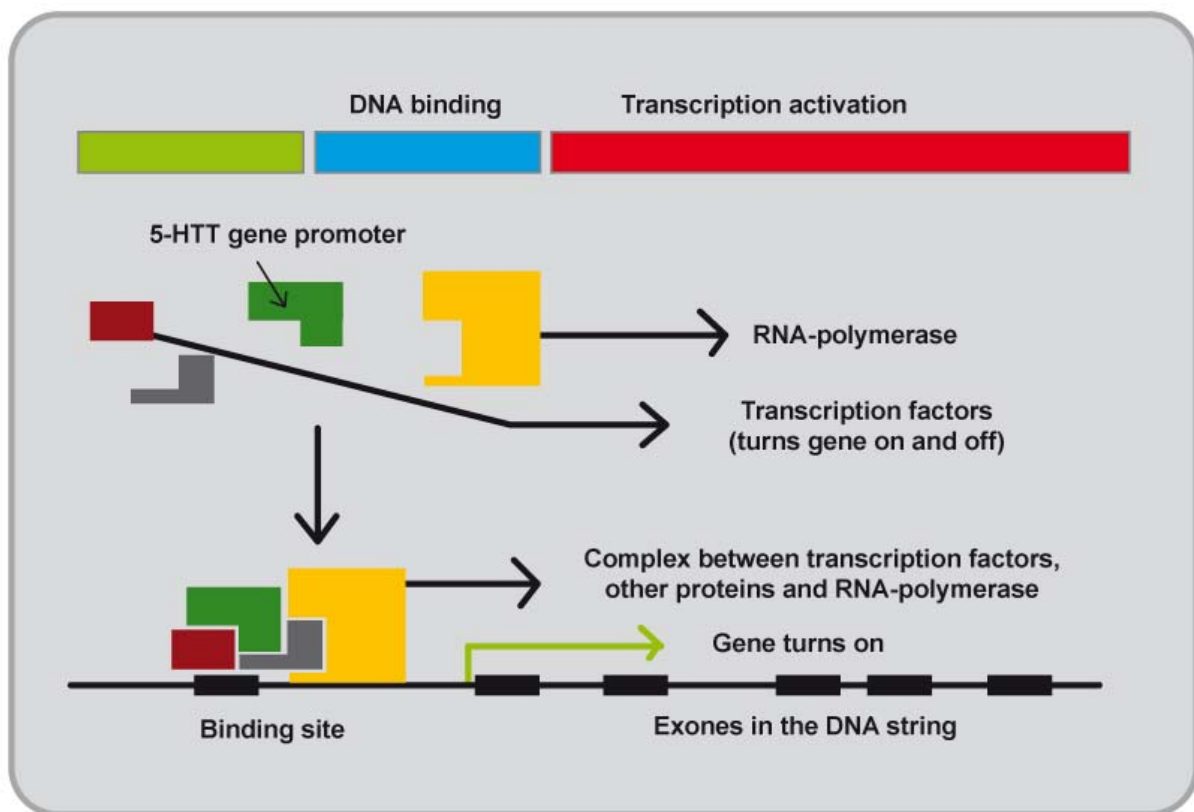 DNA binding
Transcription activation
5-HTT gene promoter
RNA-polymerase
Transcription factors
(turns gene on and off)
Complex between transcription factors,
other proteins and RNA-polymerase
Gene turns on
Binding site
Exones in the DNA string